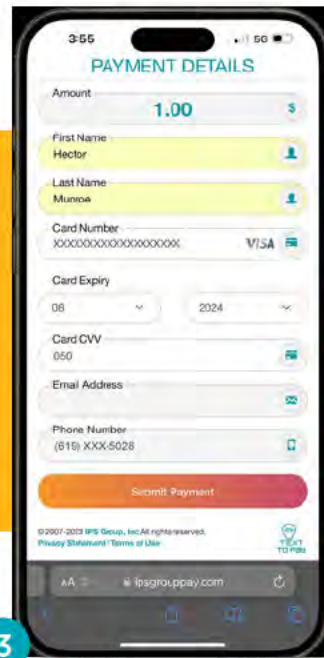 3:55
5G
PAYMENT DETAILS
Amount
1.00
$
First Name
Hector
Last Name
Munroe
Card Number
XXXXXXXXXXXXXXXXXXX VISA
Card Expiry
06 2024
Card CVV
050
Email Address
Phone Number
(619) XXX-5028
Submit Payment
©2007-2023 IPS Group, Inc All rights reserved.
Privacy Statement | Terms of Use
TEXT
TO PAY
AA ipsgrouppay.com
3